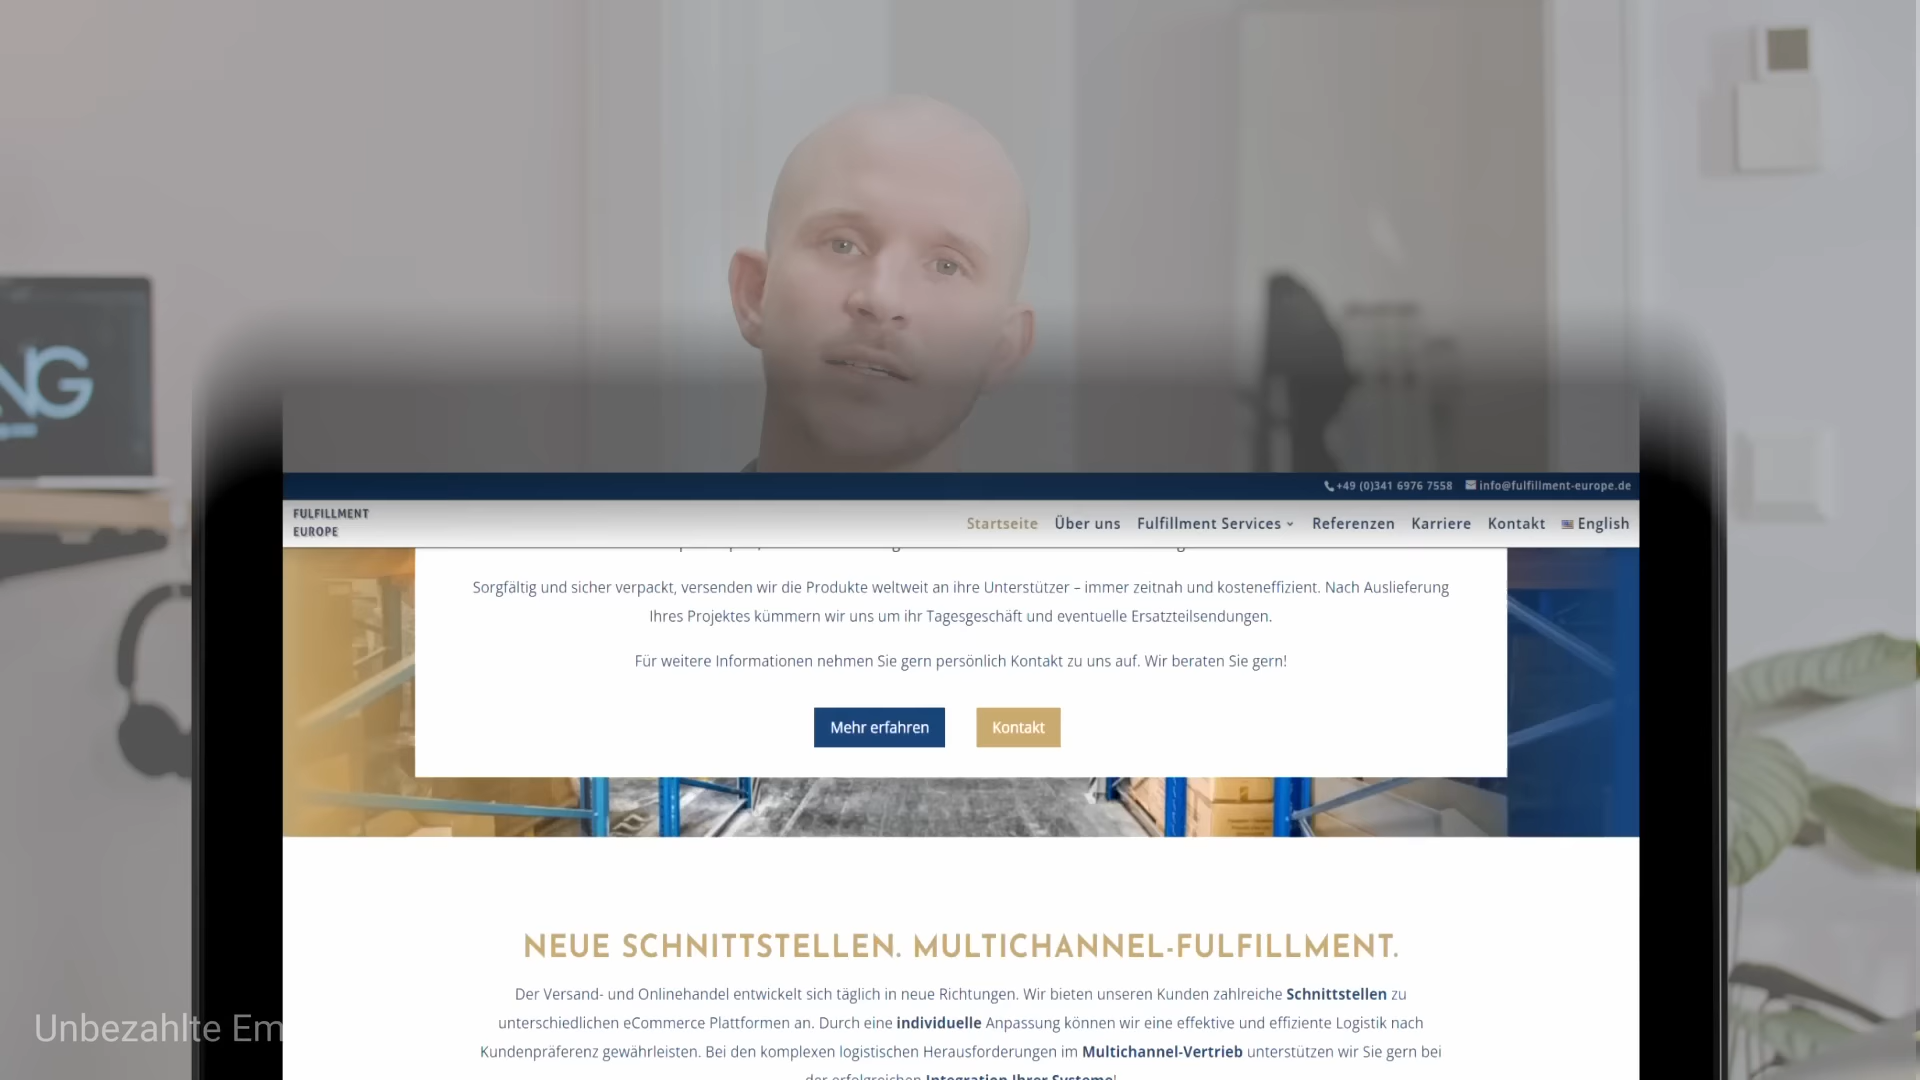 NG
+49 (0)341 6976 7558 info@fulfillment-europe.de
FULFILLMENT
EUROPE
Startseite Über uns Fulfillment Services Referenzen Karriere Kontakt English
Sorgfältig und sicher verpackt, versenden wir die Produkte weltweit an ihre Unterstützer – immer zeitnah und kosteneffizient. Nach Auslieferung
Ihres Projektes kümmern wir uns um ihr Tagesgeschäft und eventuelle Ersatzteilsendungen.
Für weitere Informationen nehmen Sie gern persönlich Kontakt zu uns auf. Wir beraten Sie gern!
Mehr erfahren Kontakt
NEUE SCHNITTSTELLEN. MULTICHANNEL-FULFILLMENT.
Der Versand- und Onlinehandel entwickelt sich täglich in neue Richtungen. Wir bieten unseren Kunden zahlreiche Schnittstellen zu
unterschiedlichen eCommerce Plattformen an. Durch eine individuelle Anpassung können wir eine effektive und effiziente Logistik nach
Kundenpräferenz gewährleisten. Bei den komplexen logistischen Herausforderungen im Multichannel-Vertrieb unterstützen wir Sie gern bei
der erfolgreichen Integration Ihrer Systeme!
Unbezahlte Em